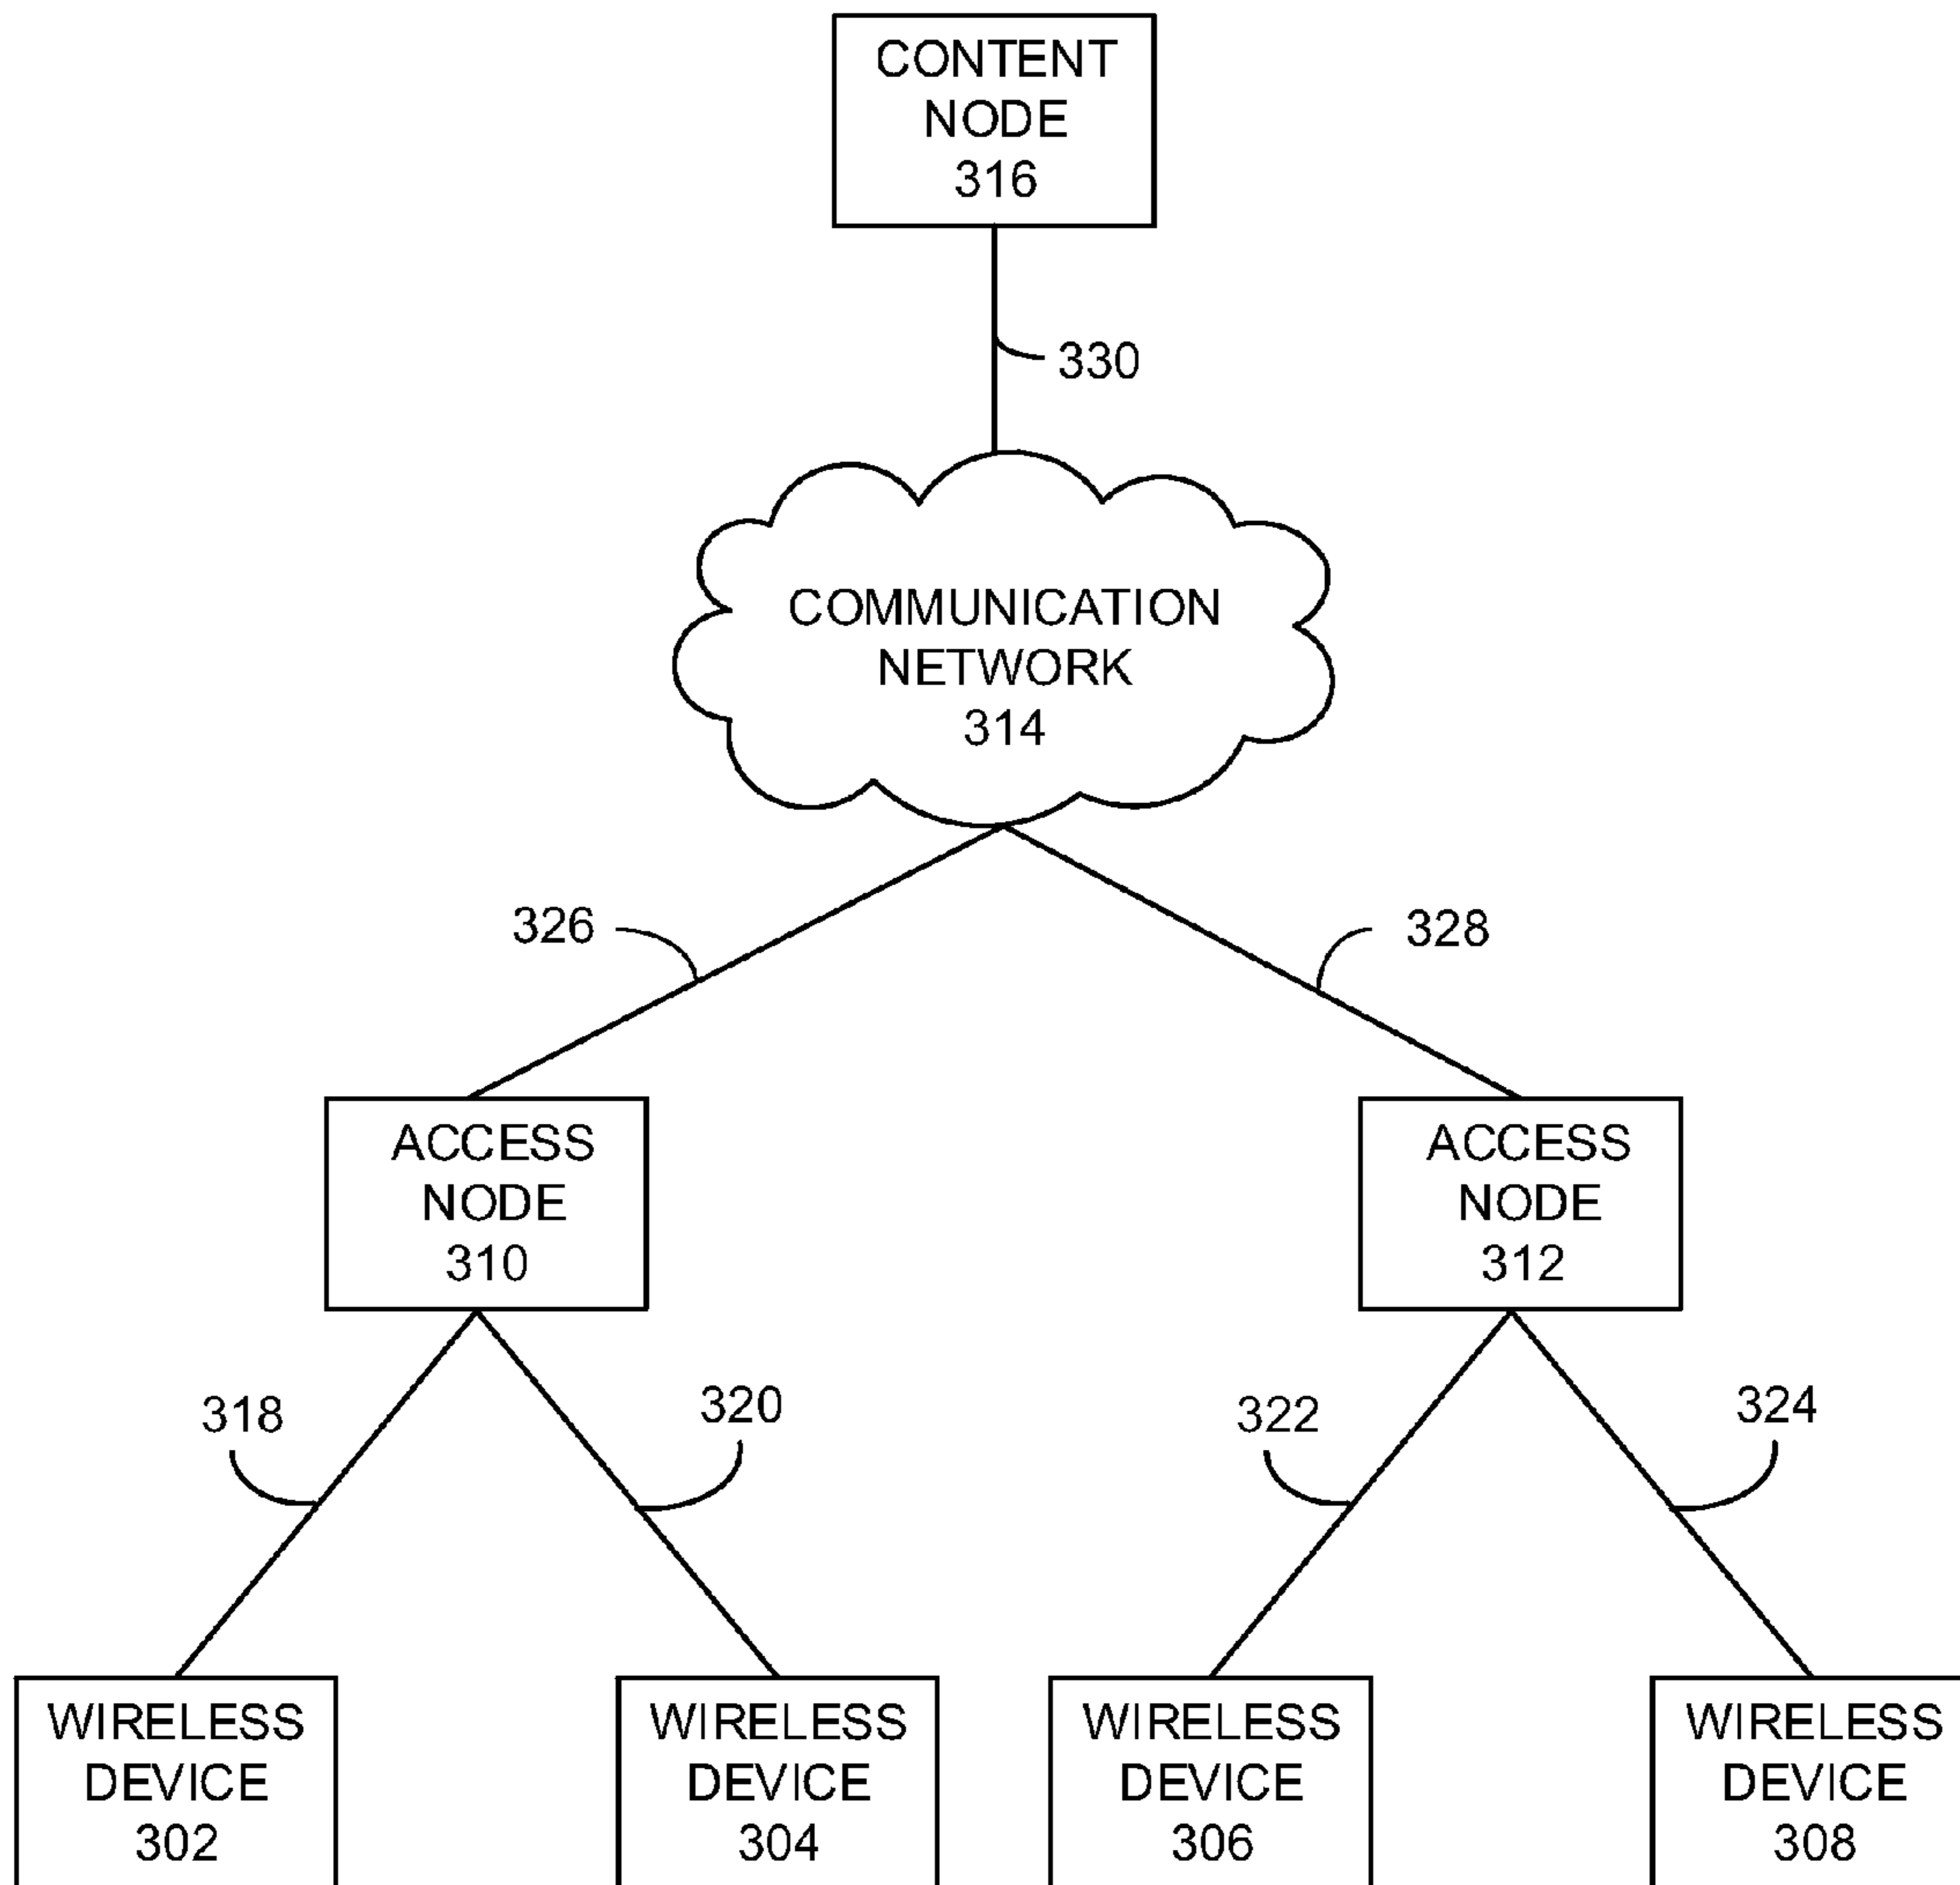 CONTENT
NODE
316
330
COMMUNICATION
NETWORK
314
326
328
ACCESS
NODE
310
ACCESS
NODE
312
318
320
322
324
WIRELESS
DEVICE
302
WIRELESS
DEVICE
304
WIRELESS
DEVICE
306
WIRELESS
DEVICE
308